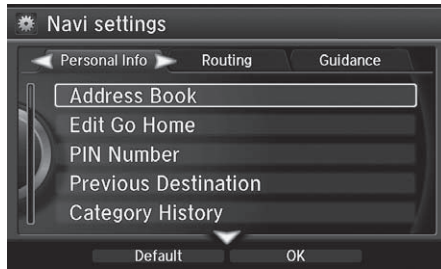 Navi settings
Personal Info Routing Guidance
Address Book
Edit Go Home
PIN Number
Previous Destination
Category History
Default OK